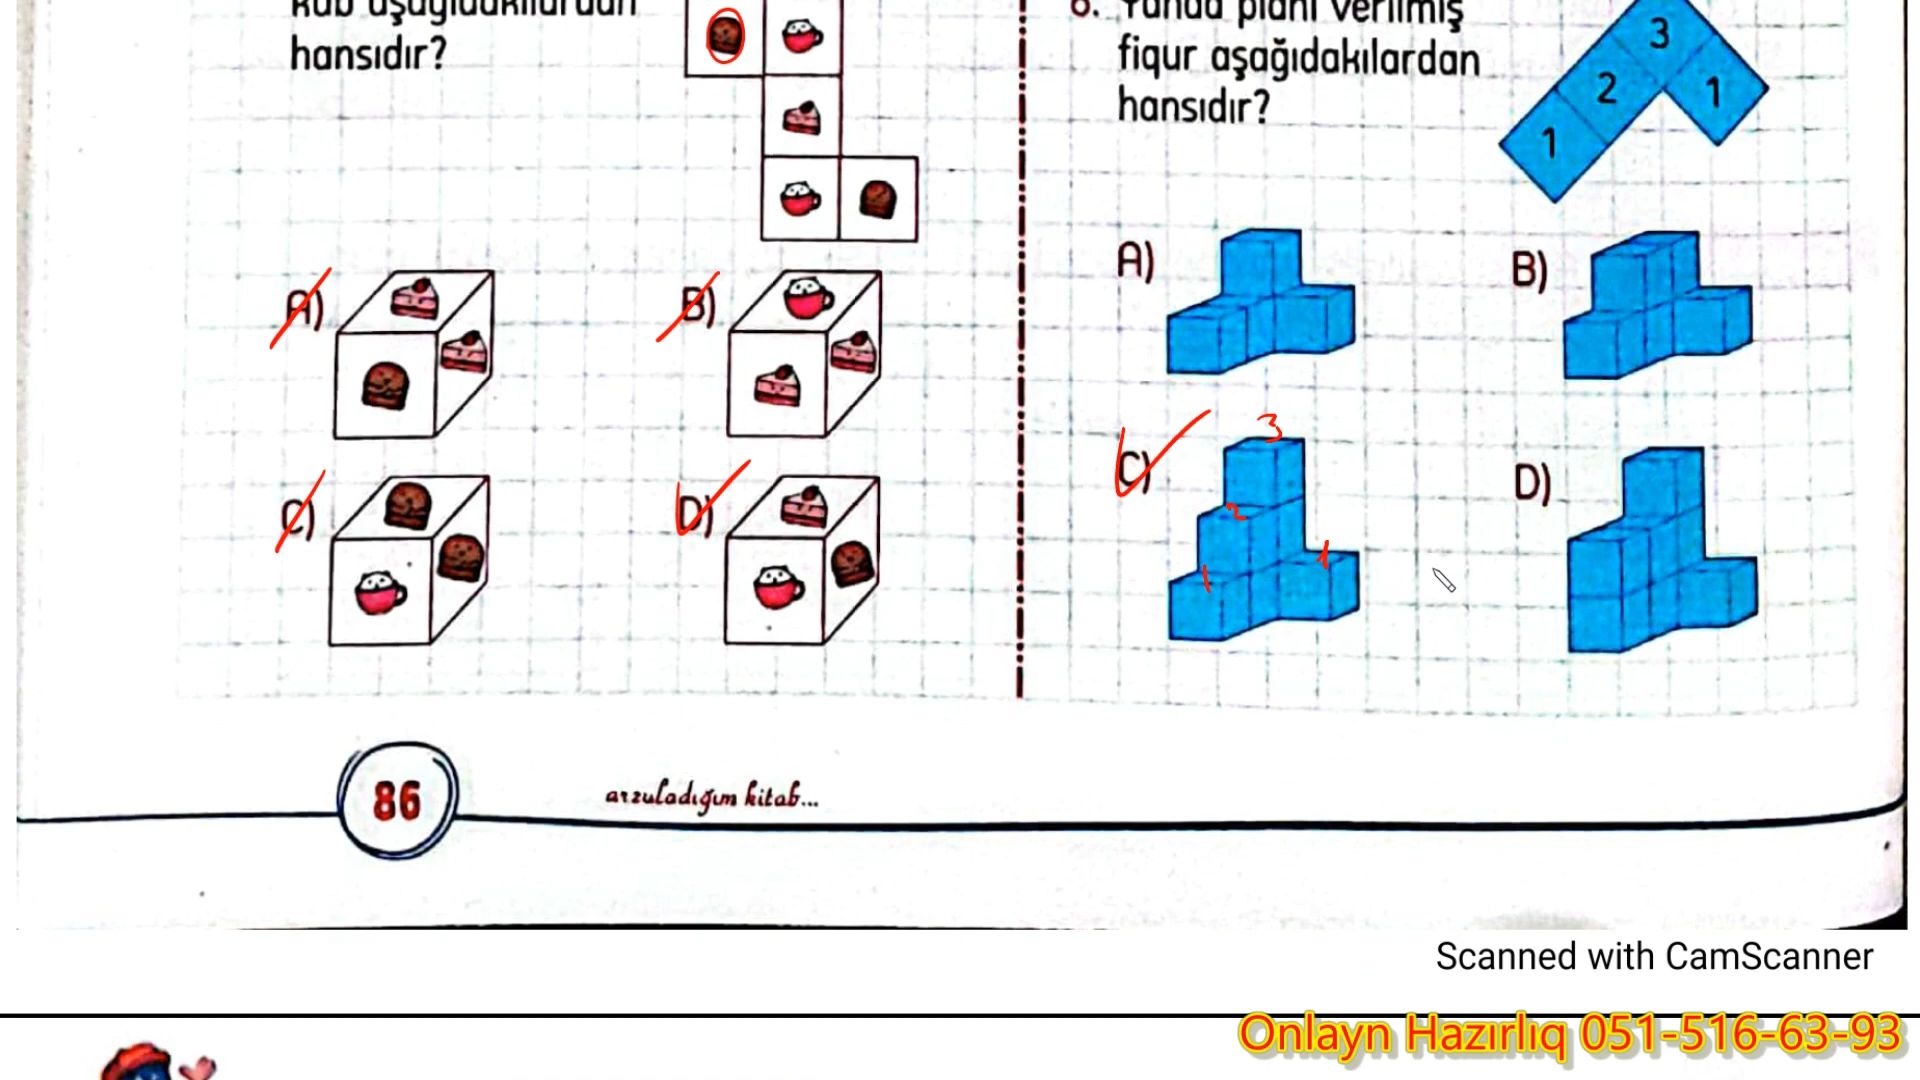 hansıdır?
A)
B)
C)
D)
6. Yanda planı verilmiş
fiqur aşağıdakılardan
hansıdır?
3
2
1
1
A)
B)
C)
3
2
1
1
D)
86
arzuladığım kitab...
Scanned with CamScanner
Onlayn Hazırlıq 051-516-63-93